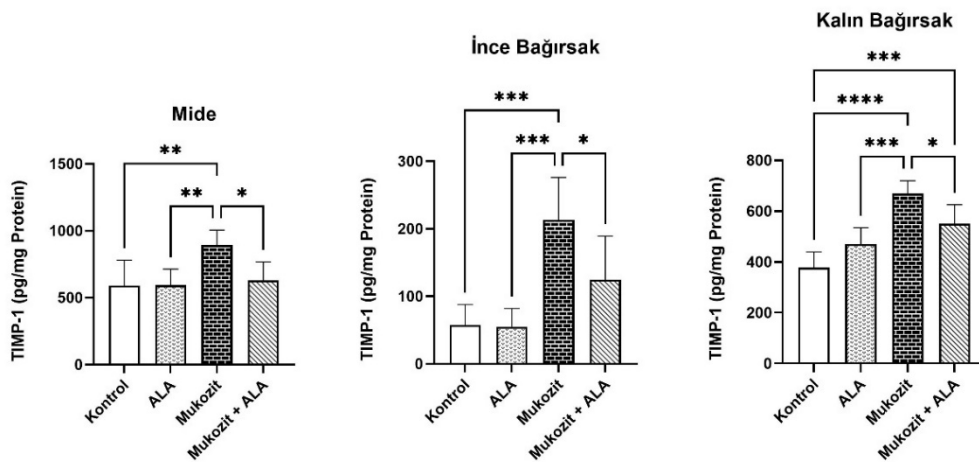 Mide
TIMP-1 (pg/mg Protein)
1500
1000
500
0
**
**
*
Kontrol
ALA
Mukozit
Mukozit + ALA
İnce Bağırsak
TIMP-1 (pg/mg Protein)
300
200
100
0
***
***
*
Kontrol
ALA
Mukozit
Mukozit + ALA
Kalın Bağırsak
TIMP-1 (pg/mg Protein)
800
600
400
200
0
***
****
***
*
Kontrol
ALA
Mukozit
Mukozit + ALA